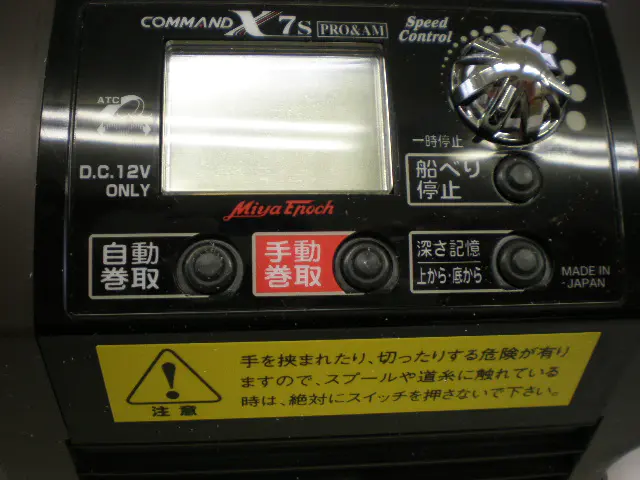 COMMAND X 7S PRO&AM
Speed
Control
ATC
D.C.12V
ONLY
一時停止
船べり
停止
Miya Epoch
自動
巻取
手動
巻取
深さ記憶
上から・底から
MADE IN
JAPAN
手を挟まれたり、切ったりする危険が有り
ますので、スプールや道糸に触れている
時は、絶対にスイッチを押さないで下さい。
注意